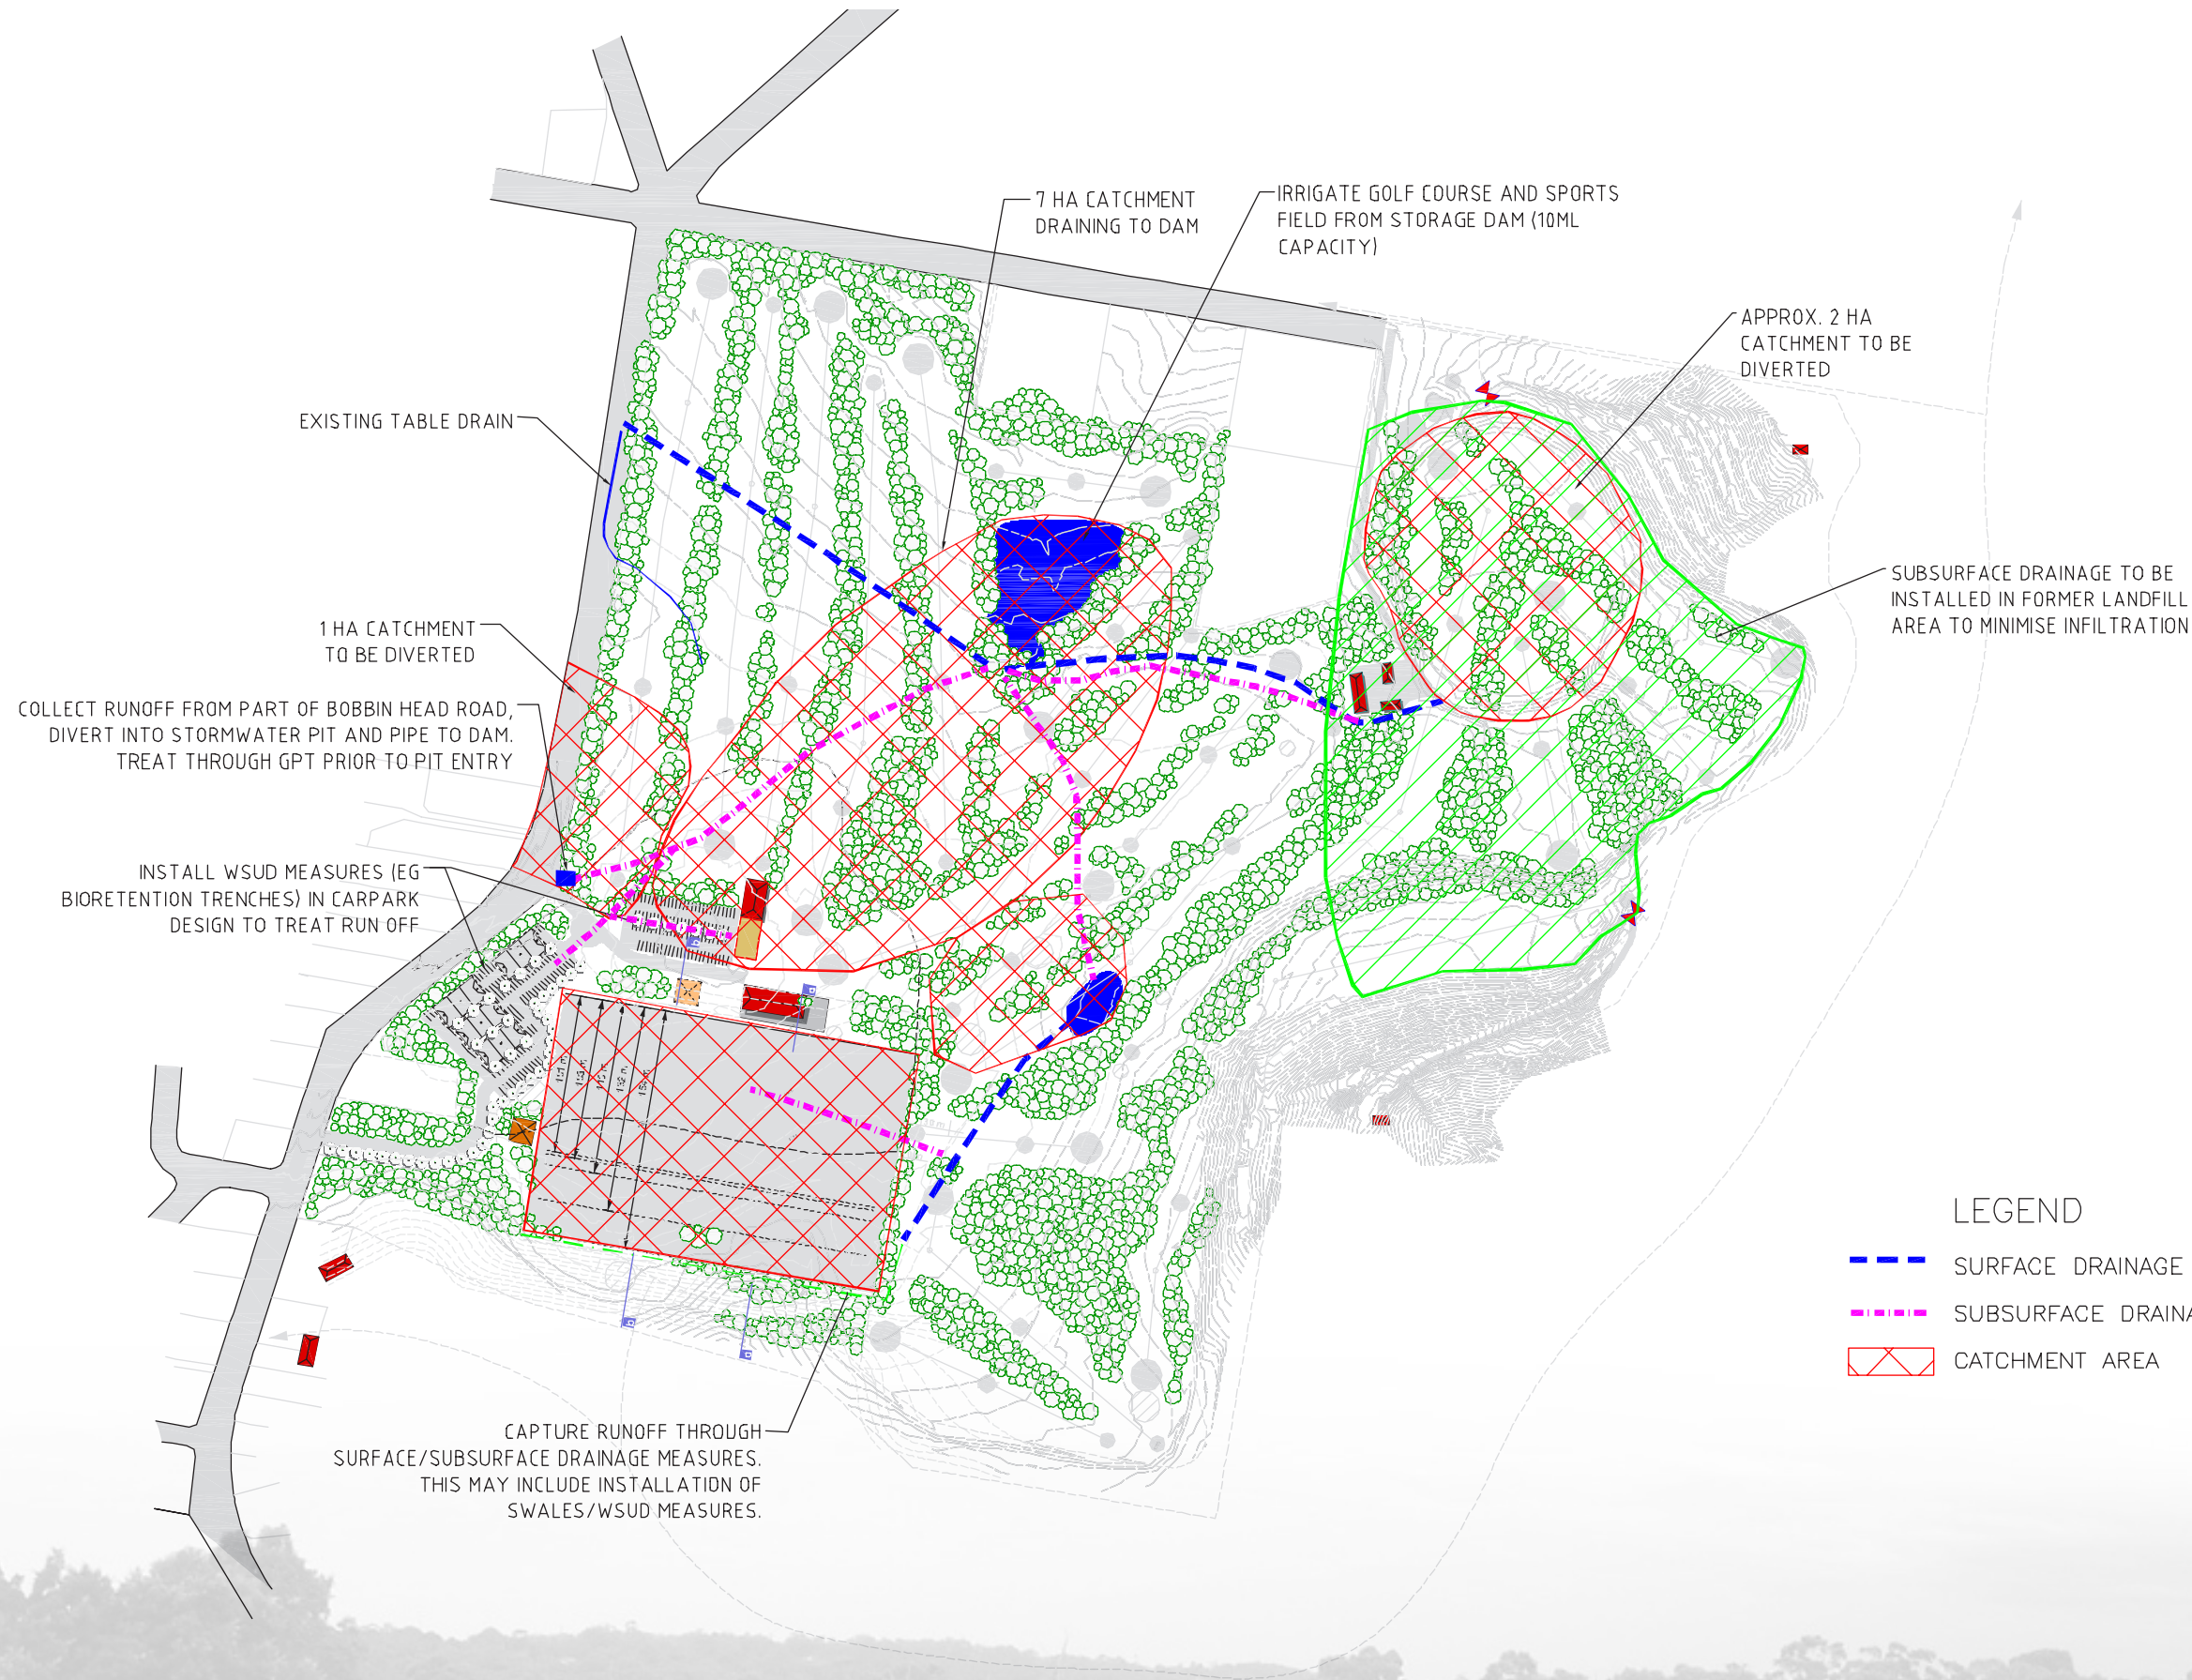 7 HA CATCHMENT
DRAINING TO DAM
IRRIGATE GOLF COURSE AND SPORTS
FIELD FROM STORAGE DAM (10ML
CAPACITY)
APPROX. 2 HA
CATCHMENT TO BE
DIVERTED
EXISTING TABLE DRAIN
SUBSURFACE DRAINAGE TO BE
INSTALLED IN FORMER LANDFILL
AREA TO MINIMISE INFILTRATION
1 HA CATCHMENT
TO BE DIVERTED
COLLECT RUNOFF FROM PART OF BOBBIN HEAD ROAD,
DIVERT INTO STORMWATER PIT AND PIPE TO DAM.
TREAT THROUGH GPT PRIOR TO PIT ENTRY
INSTALL WSUD MEASURES (EG
BIORETENTION TRENCHES) IN CARPARK
DESIGN TO TREAT RUN OFF
CAPTURE RUNOFF THROUGH
SURFACE/SUBSURFACE DRAINAGE MEASURES.
THIS MAY INCLUDE INSTALLATION OF
SWALES/WSUD MEASURES.
LEGEND
SURFACE DRAINAGE
SUBSURFACE DRAINA
CATCHMENT AREA